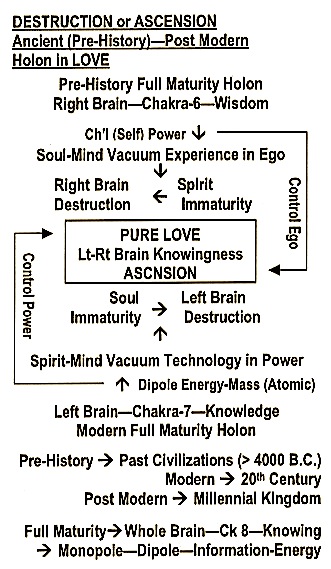 DESTRUCTION or ASCENSION
Ancient (Pre-History)—Post Modern
Holon in LOVE
Pre-History Full Maturity Holon
Right Brain—Chakra-6—Wisdom
Ch'I (Self) Power ↓
Soul-Mind Vacuum Experience in Ego
↓
Right Brain ← Spirit
Destruction Immaturity
Control Ego
PURE LOVE
Lt-Rt Brain Knowingness
ASCNSION
Control Power
Soul → Left Brain
Immaturity Destruction
↑
Spirit-Mind Vacuum Technology in Power
↑ Dipole Energy-Mass (Atomic)
Left Brain—Chakra-7—Knowledge
Modern Full Maturity Holon
Pre-History → Past Civilizations (> 4000 B.C.)
Modern → 20th Century
Post Modern → Millennial Kingdom
Full Maturity→Whole Brain—Ck 8—Knowing
→ Monopole—Dipole—Information-Energy